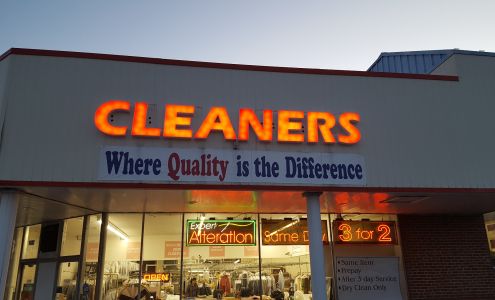 CLEANERS
Where Quality is the Difference
Expert
Alteration
Same Day
3 for 2
OPEN
• Same Item
• Prepay
• After 3 day Service
• Dry Clean Only